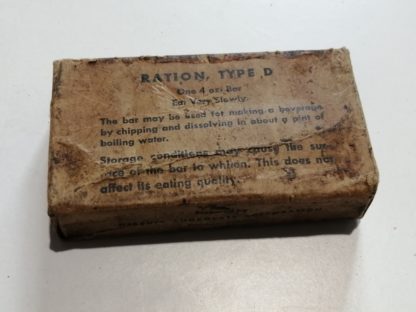 RATION, TYPE D
One 4 oz. Bar
Eat Very Slowly.
The bar may be used for making a beverage
by chipping and dissolving in about a pint of
boiling water.
Storage conditions may cause the sur-
face of the bar to whiten. This does not
affect its eating quality.
CORPORATION